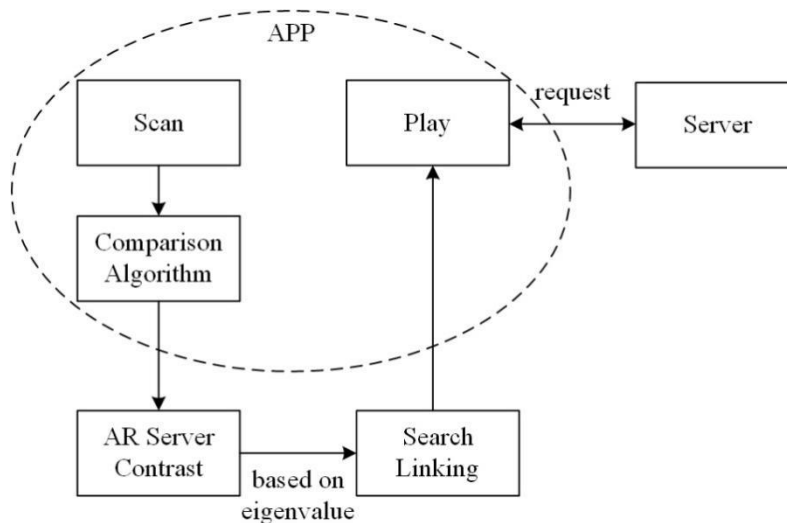 APP
Scan
Play
request
Server
Comparison
Algorithm
AR Server
Contrast
based on
eigenvalue
Search
Linking